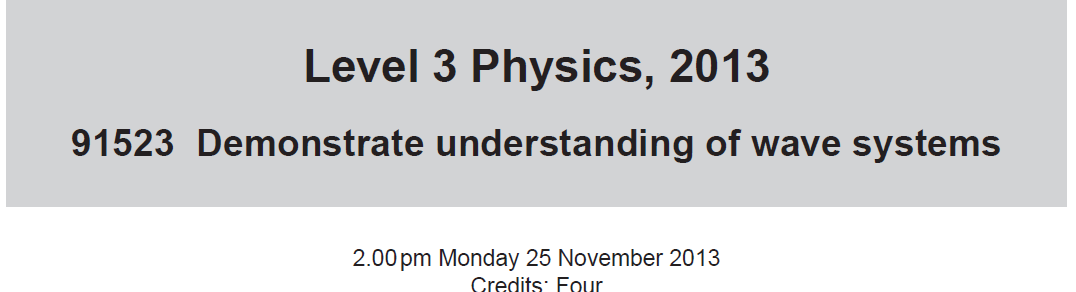 Level 3 Physics, 2013
91523 Demonstrate understanding of wave systems
2.00 pm Monday 25 November 2013
Credits: Four